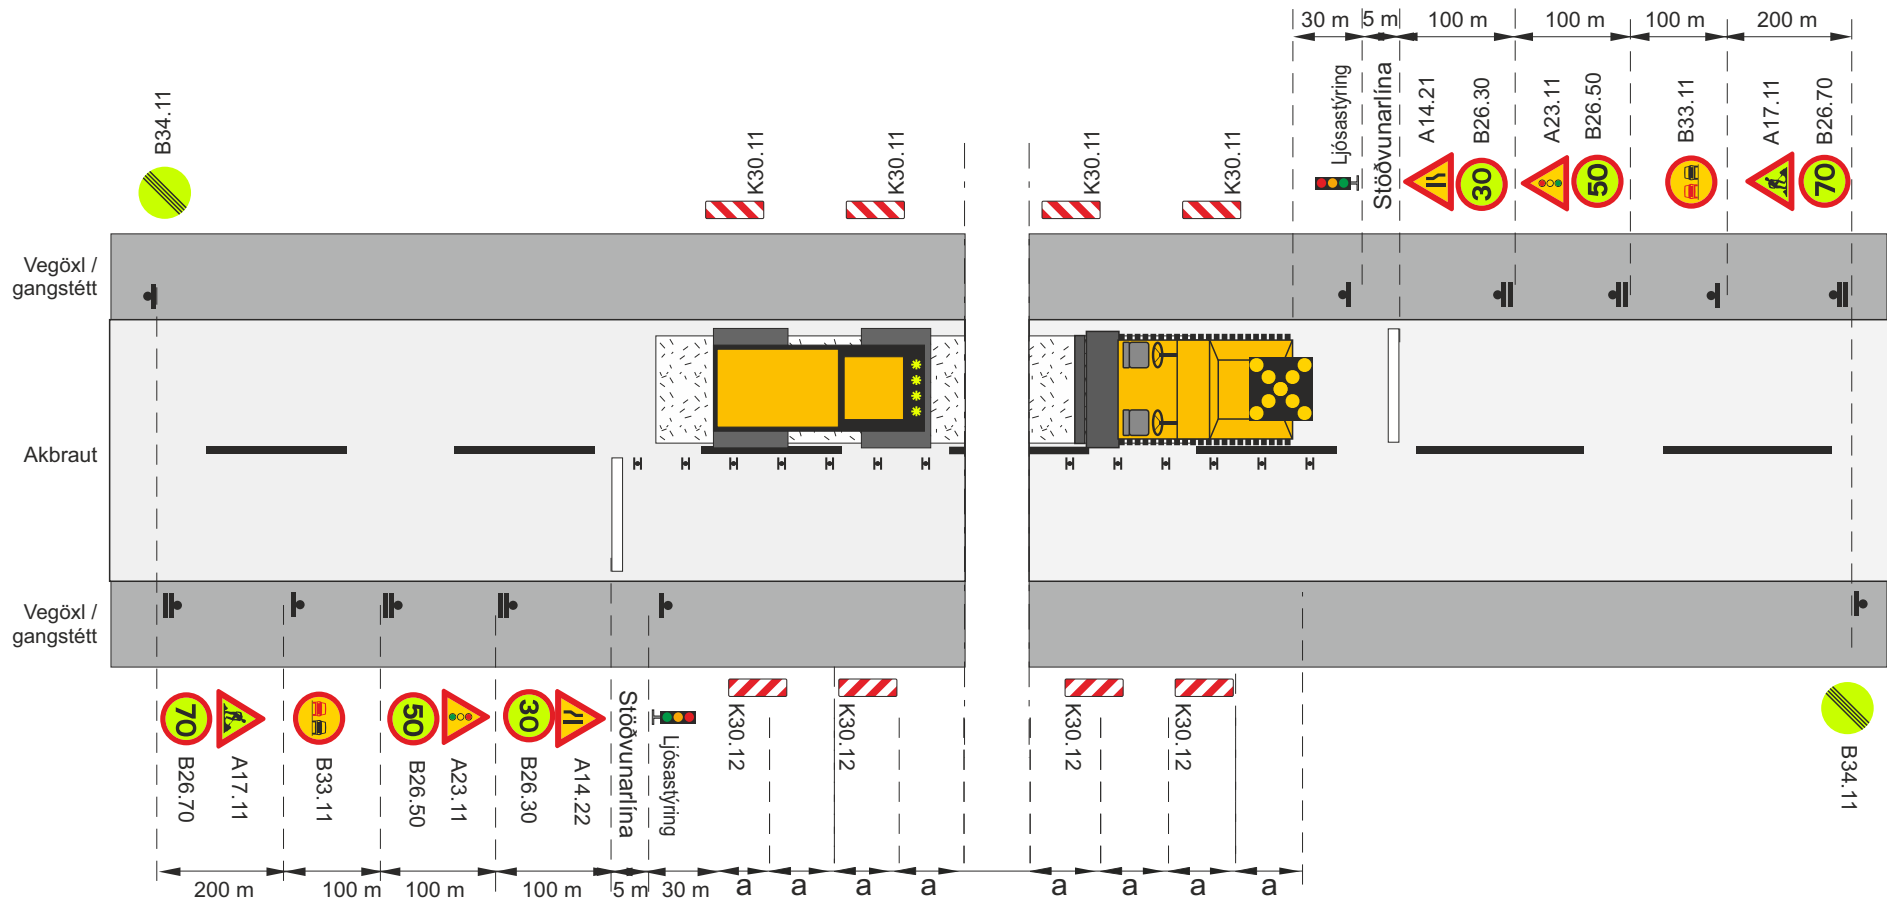 30 m
5 m
100 m
100 m
100 m
200 m
B34.11
K30.11
K30.11
K30.11
K30.11
Ljósastýring
Stöðvunarlína
A14.21
B26.30
A23.11
B26.50
B33.11
A17.11
B26.70
30
50
70
Vegöxl /
gangstétt
Akbraut
Vegöxl /
gangstétt
70
50
30
B26.70
A17.11
B33.11
B26.50
A23.11
B26.30
A14.22
Stöðvunarlína
Ljósastýring
K30.12
K30.12
K30.12
K30.12
B34.11
200 m
100 m
100 m
100 m
5 m
30 m
a
a
a
a
a
a
a
a